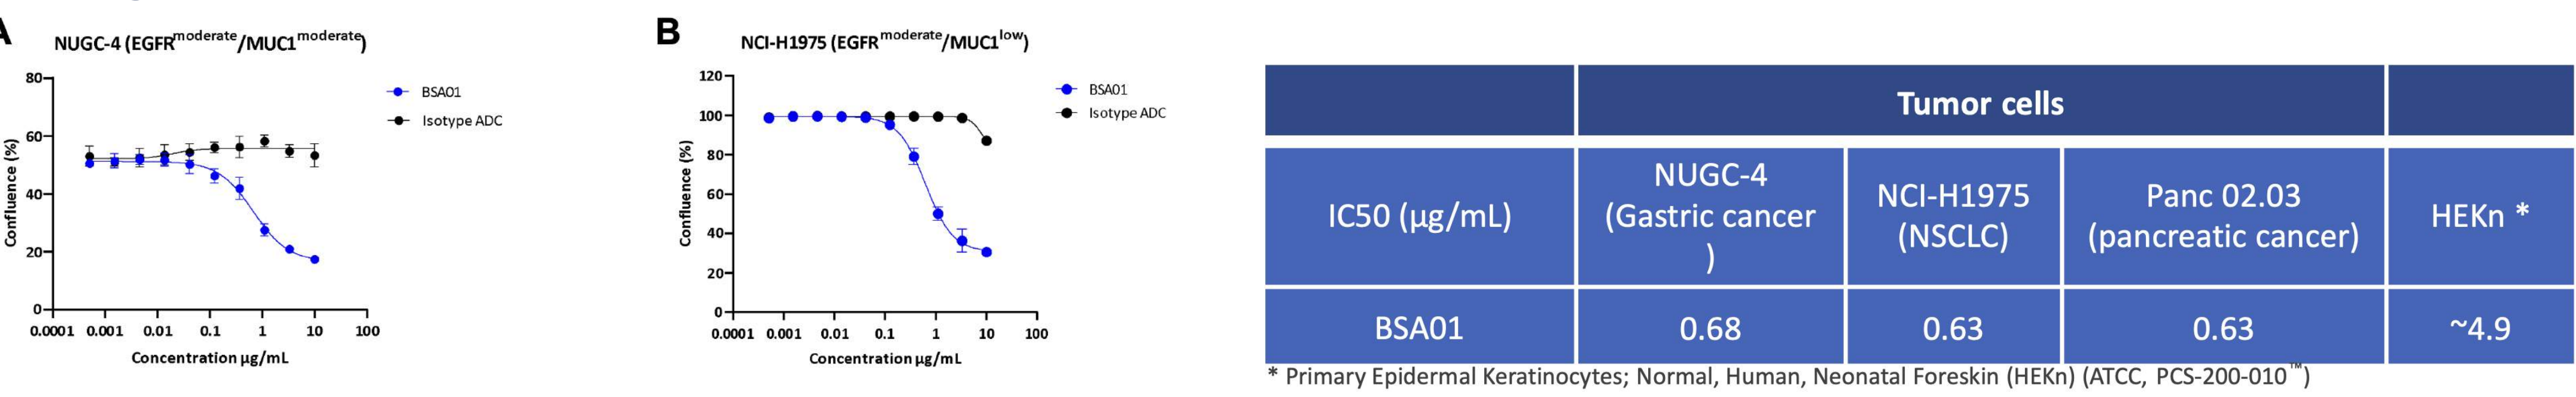 A
NUGC-4 (EGFRmoderate/MUC1moderate)
80
60
40
20
0
Confluence (%)
0.0001 0.001 0.01 0.1 1 10 100
Concentration µg/mL
BSA01
Isotype ADC
B
NCI-H1975 (EGFRmoderate/MUC1low)
120
100
80
60
40
20
0
Confluence (%)
0.0001 0.001 0.01 0.1 1 10 100
Concentration µg/mL
BSA01
Isotype ADC
Tumor cells
IC50 (µg/mL)
NUGC-4
(Gastric cancer
)
NCI-H1975
(NSCLC)
Panc 02.03
(pancreatic cancer)
HEKn *
BSA01 0.68 0.63 0.63 ~4.9
* Primary Epidermal Keratinocytes; Normal, Human, Neonatal Foreskin (HEKn) (ATCC, PCS-200-010™)